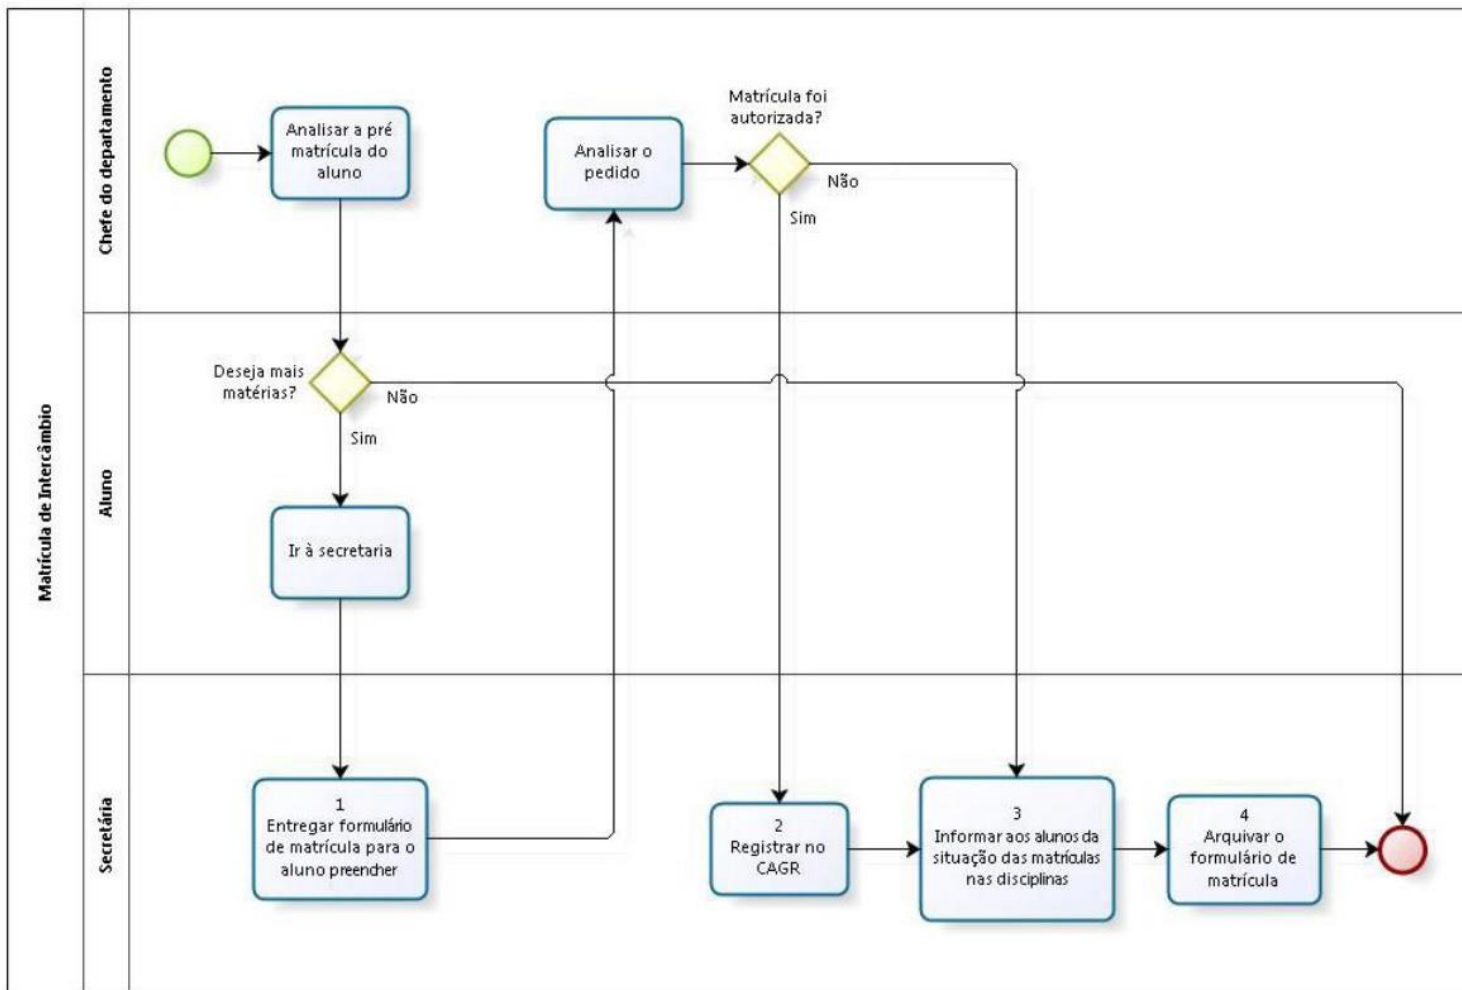 Matrícula de Intercâmbio
Chefe do departamento
Analisar a pré
matrícula do
aluno
Analisar o
pedido
Matrícula foi
autorizada?
Não
Sim
Aluno
Deseja mais
matérias?
Não
Sim
Ir à secretaria
Secretária
1
Entregar formulário
de matrícula para o
aluno preencher
2
Registrar no
CAGR
3
Informar aos alunos da
situação das matrículas
nas disciplinas
4
Arquivar o
formulário de
matrícula